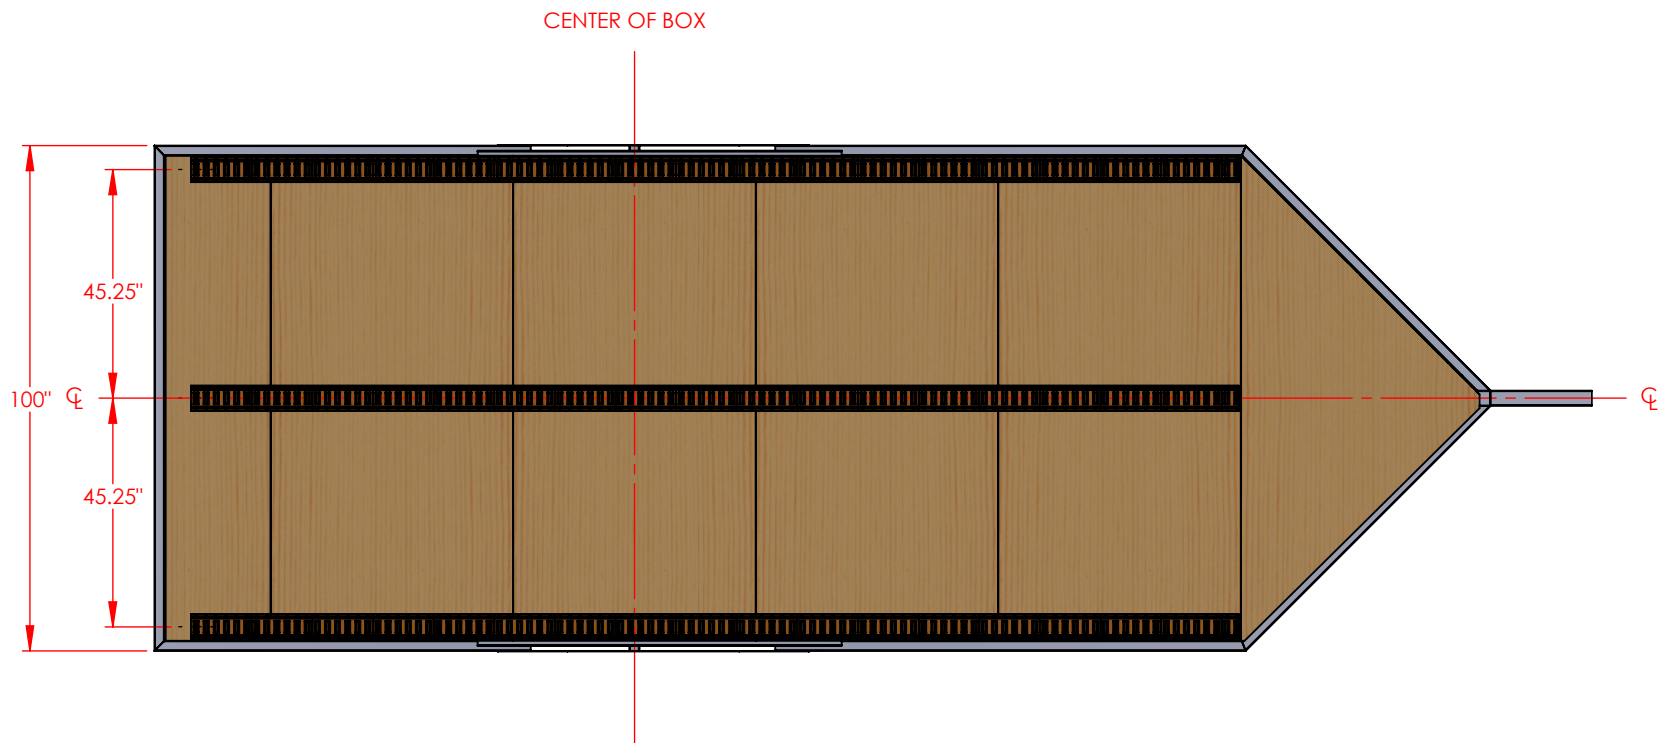 CENTER OF BOX
45.25"
100" ℄
℄
45.25"